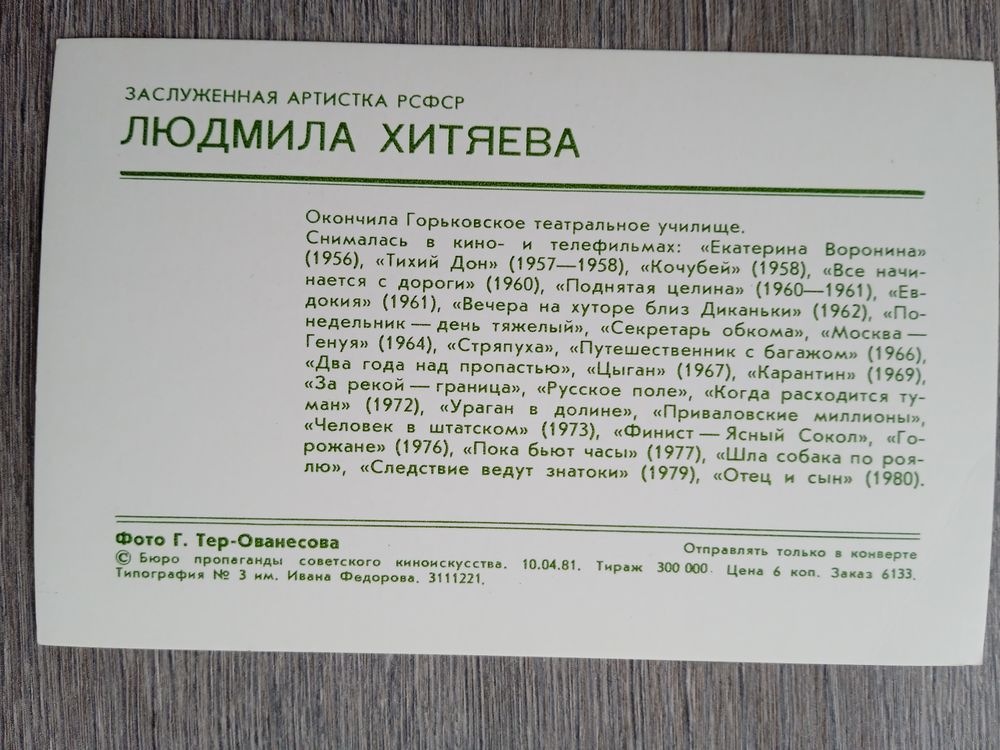 ЗАСЛУЖЕННАЯ АРТИСТКА РСФСР
ЛЮДМИЛА ХИТЯЕВА
Окончила Горьковское театральное училище.
Снималась в кино- и телефильмах: «Екатерина Воронина»
(1956), «Тихий Дон» (1957—1958), «Кочубей» (1958), «Все начи-
нается с дороги» (1960), «Поднятая целина» (1960—1961), «Ев-
докия» (1961), «Вечера на хуторе близ Диканьки» (1962), «По-
недельник — день тяжелый», «Секретарь обкома», «Москва —
Генуя» (1964), «Стряпуха», «Путешественник с багажом» (1966),
«Два года над пропастью», «Цыган» (1967), «Карантин» (1969),
«За рекой — граница», «Русское поле», «Когда расходится ту-
ман» (1972), «Ураган в долине», «Приваловские миллионы»,
«Человек в штатском» (1973), «Финист — Ясный Сокол», «Го-
рожане» (1976), «Пока бьют часы» (1977), «Шла собака по роя-
лю», «Следствие ведут знатоки» (1979), «Отец и сын» (1980).
Фото Г. Тер-Ованесова
Отправлять только в конверте
© Бюро пропаганды советского киноискусства. 10.04.81. Тираж 300 000 Цена 6 коп. Заказ 6133.
Типография № 3 им. Ивана Федорова. 3111221.